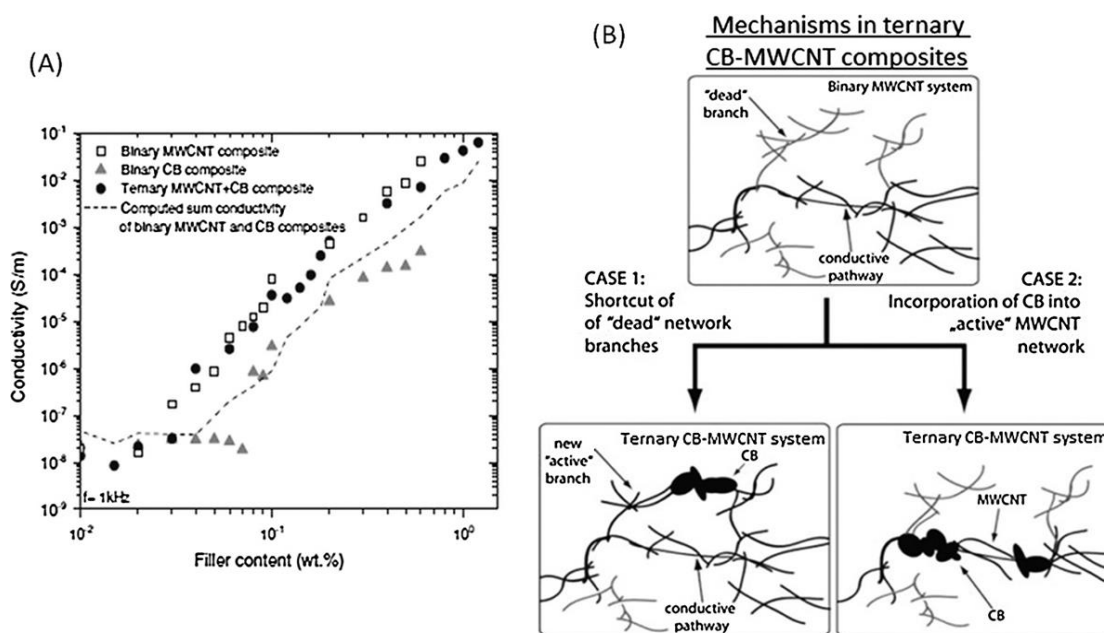 (A)
10⁻¹
10⁻²
10⁻³
10⁻⁴
10⁻⁵
10⁻⁶
10⁻⁷
10⁻⁸
10⁻⁹
Conductivity (S/m)
Binary MWCNT composite
Binary CB composite
Ternary MWCNT+CB composite
Computed sum conductivity
of binary MWCNT and CB composites
f= 1kHz
10⁻²
10⁻¹
10⁰
Filler content (wt.%)
(B)
Mechanisms in ternary
CB-MWCNT composites
Binary MWCNT
system
"dead"
branch
conductive
pathway
CASE 1:
Shortcut of
of "dead" network
branches
CASE 2:
Incorporation of CB into
„active" MWCNT
network
Ternary CB-MWCNT system
CB
new
"active"
branch
conductive
pathway
Ternary CB-MWCNT system
MWCNT
CB